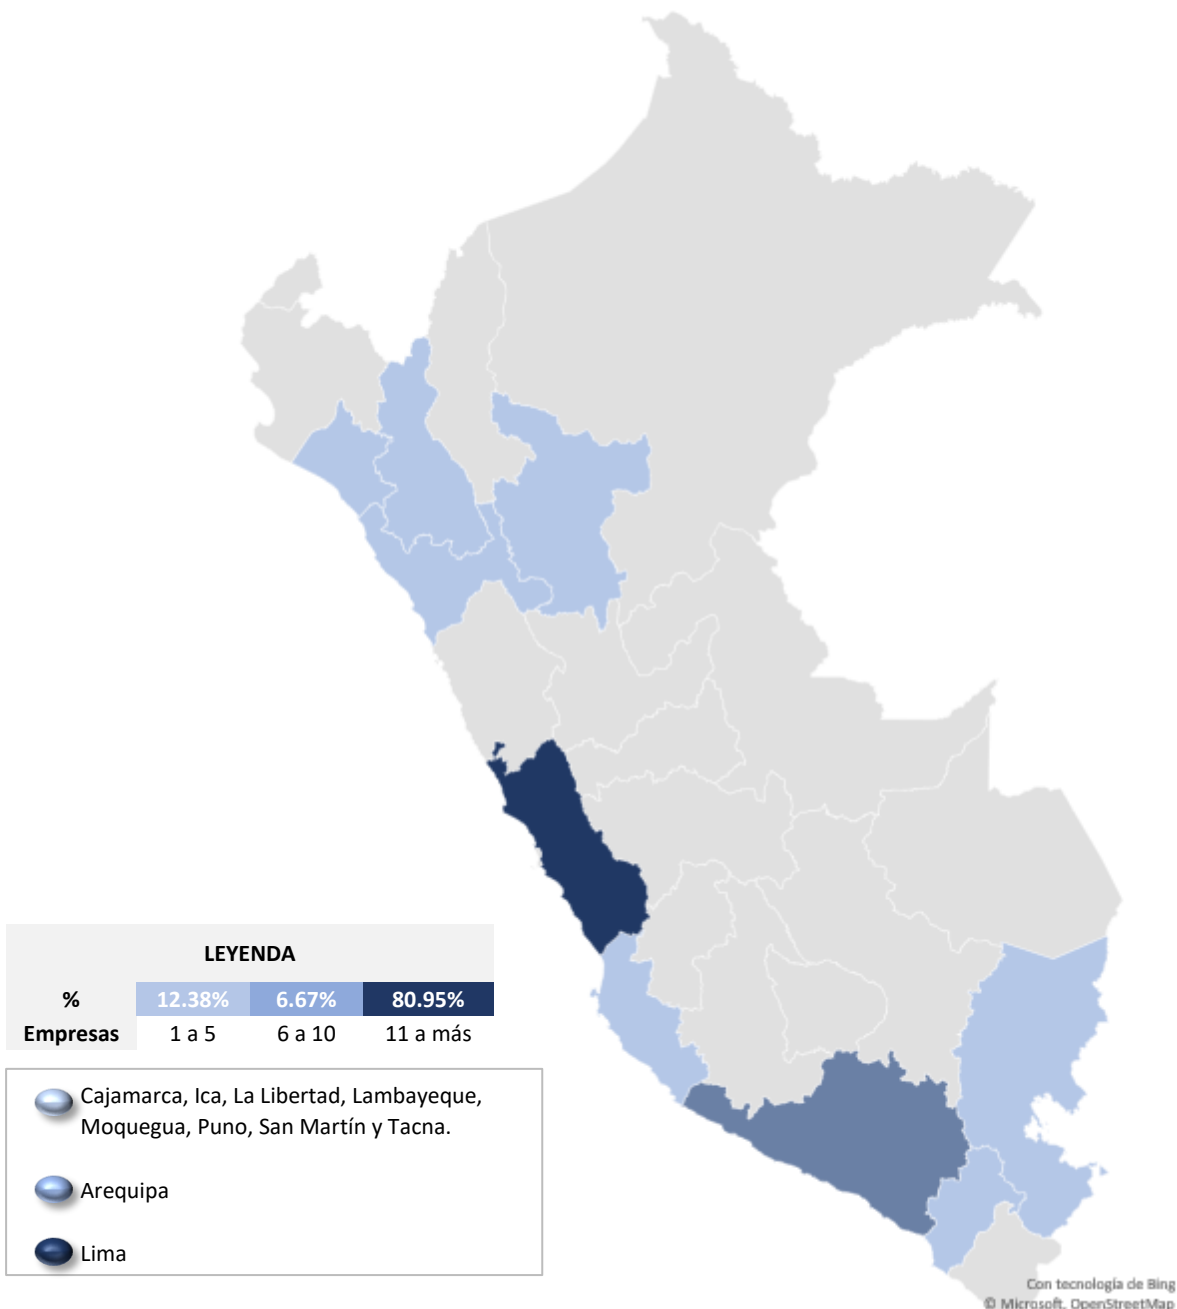 LEYENDA
% 12.38% 6.67% 80.95%
Empresas 1 a 5 6 a 10 11 a más
Cajamarca, Ica, La Libertad, Lambayeque,
Moquegua, Puno, San Martín y Tacna.
Arequipa
Lima
Con tecnología de Bing
© Microsoft, OpenStreetMap